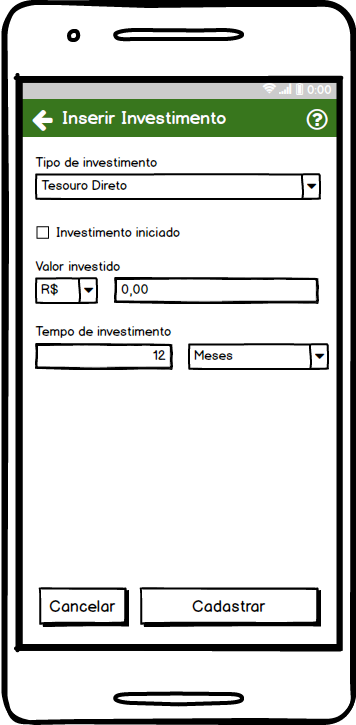 0:00
Inserir Investimento ?
Tipo de investimento
Tesouro Direto
Investimento iniciado
Valor investido
R$ 0,00
Tempo de investimento
12 Meses
Cancelar Cadastrar